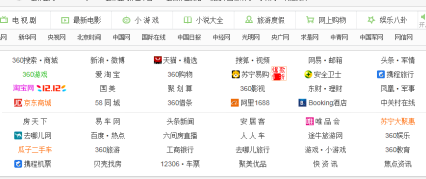 电视剧 最新影视 小游戏 小说大全 旅游票度 网上购物 娱乐八卦
新华网 央视网 北京时间 中国网 国际在线 中国日报 中经网 光明网 央广网 求是网 中青网 中国军网
360搜索·商城 新浪·微博 天猫·精选 搜狐·视频 网易·邮箱 头条·军情
360游戏 爱淘宝 360购物 苏宁易购 安全卫士 携程旅行
淘宝网 国美 聚划算 360影视 东财·理财 凤凰·军事
京东商城 58同城 360借条 阿里1688 Booking酒店 中关村在线
房天下 易车网 头条新闻 安居客 唯品会 苏宁大聚惠
去哪儿网 百度·热点 六间房直播 人人车 途牛旅游网 360娱乐
瓜子二手车 360旅游 工商银行 去哪儿旅行 游戏·小游戏 360教育
携程机票 贝壳找房 12306·车票 聚美优品 快资讯 焦点资讯